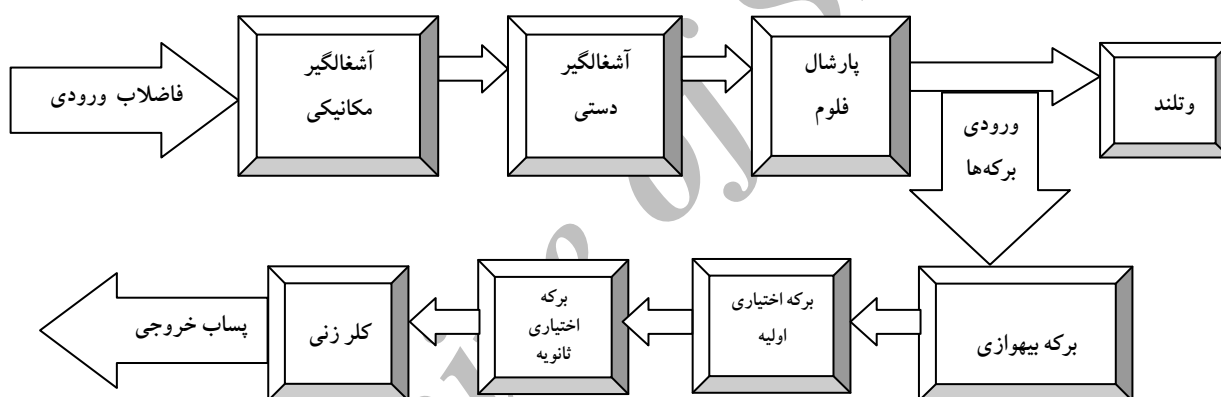 فاضلاب ورودی
آشغالگیر
مکانیکی
آشغالگیر
دستی
پارشال
فلوم
وتلند
ورودی
برکه‌ها
برکه بیهوازی
برکه اختیاری
اولیه
برکه
اختیاری
ثانویه
کلر زنی
پساب خروجی